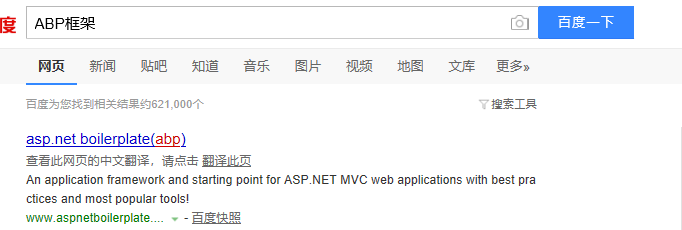 度 ABP框架 百度一下
网页 新闻 贴吧 知道 音乐 图片 视频 地图 文库 更多»
百度为您找到相关结果约621,000个 搜索工具
asp.net boilerplate(abp)
查看此网页的中文翻译，请点击 翻译此页
An application framework and starting point for ASP.NET MVC web applications with best pra
ctices and most popular tools!
www.aspnetboilerplate.... - 百度快照